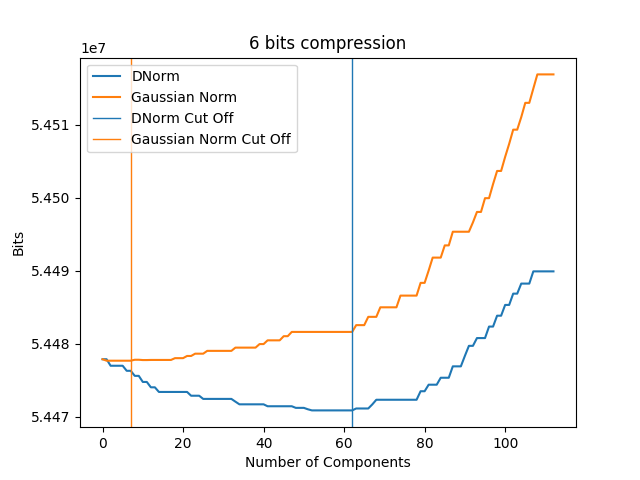 6 bits compression
1e7
DNorm
Gaussian Norm
DNorm Cut Off
Gaussian Norm Cut Off
5.451
5.450
5.449
5.448
5.447
Bits
0 20 40 60 80 100
Number of Components